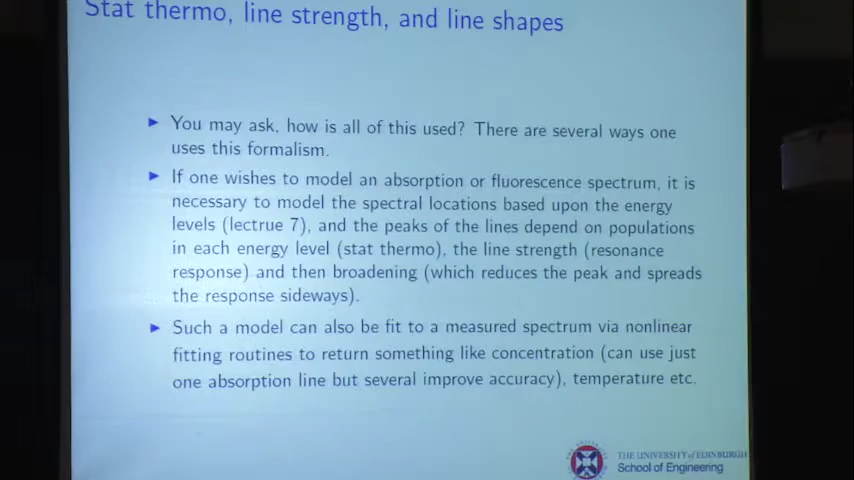 Stat thermo, line strength, and line shapes
► You may ask, how is all of this used? There are several ways one
uses this formalism.
► If one wishes to model an absorption or fluorescence spectrum, it is
necessary to model the spectral locations based upon the energy
levels (lectrue 7), and the peaks of the lines depend on populations
in each energy level (stat thermo), the line strength (resonance
response) and then broadening (which reduces the peak and spreads
the response sideways).
► Such a model can also be fit to a measured spectrum via nonlinear
fitting routines to return something like concentration (can use just
one absorption line but several improve accuracy), temperature etc.
THE UNIVERSITY of EDINBURGH
School of Engineering